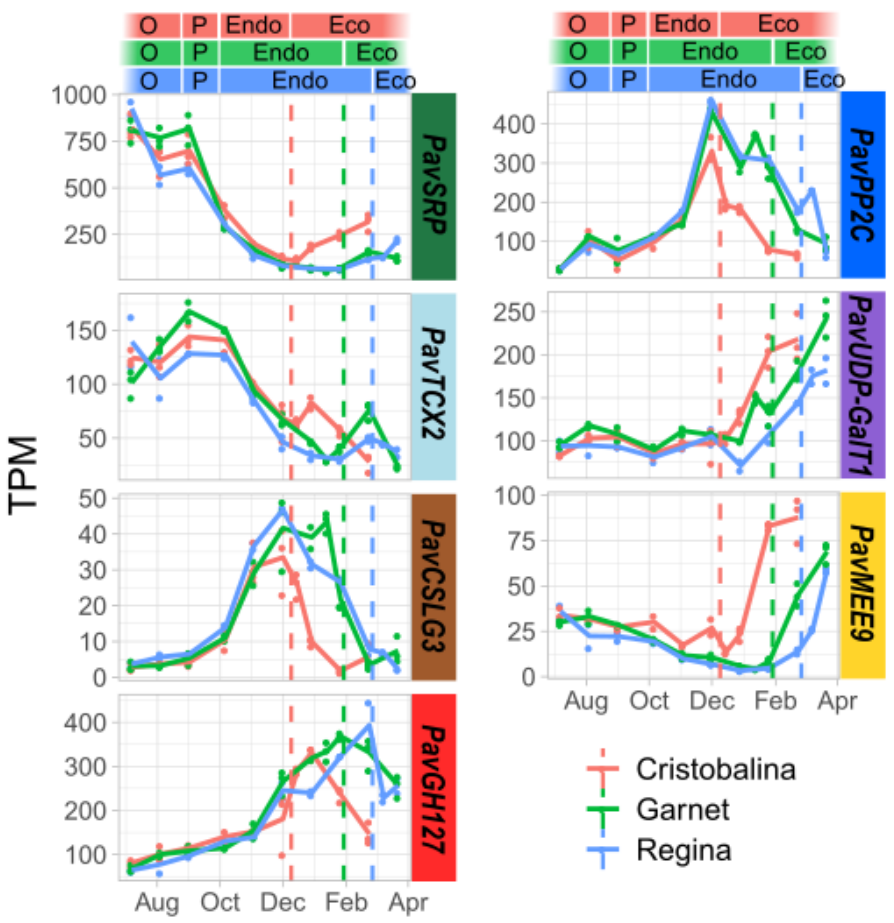 O P Endo Eco
O P Endo Eco
O P Endo Eco
TPM
1000
750
500
250
PavSRP
150
100
50
PavTCX2
50
40
30
20
10
0
PavCSLG3
400
300
200
100
PavGH127
Aug Oct Dec Feb Apr
O P Endo Eco
O P Endo Eco
O P Endo Eco
400
300
200
100
PavPP2C
250
200
150
100
PavUDP-GalT1
100
75
50
25
0
PavMEE9
Aug Oct Dec Feb Apr
Cristobalina
Garnet
Regina